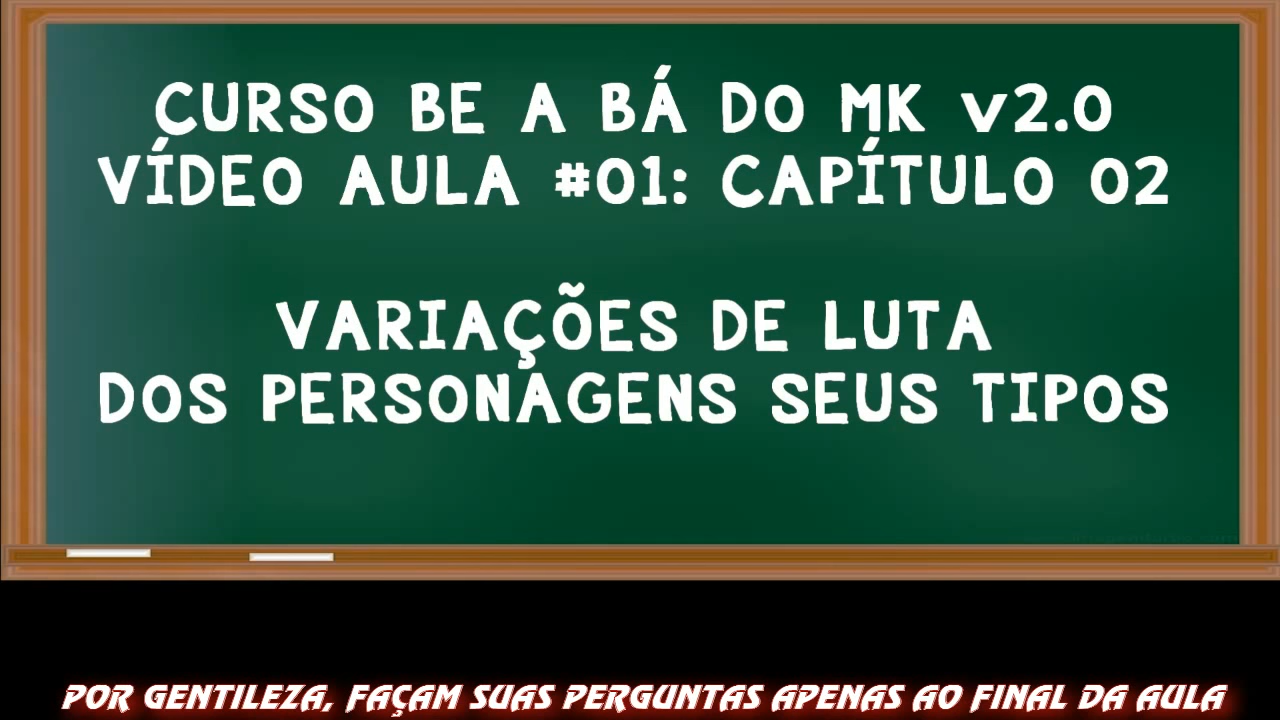 CURSO BE A BÁ DO MK V2.0
VÍDEO AULA #01: CAPÍTULO 02
VARIAÇÕES DE LUTA
DOS PERSONAGENS SEUS TIPOS
POR GENTILEZA, FAÇAM SUAS PERGUNTAS APENAS AO FINAL DA AULA